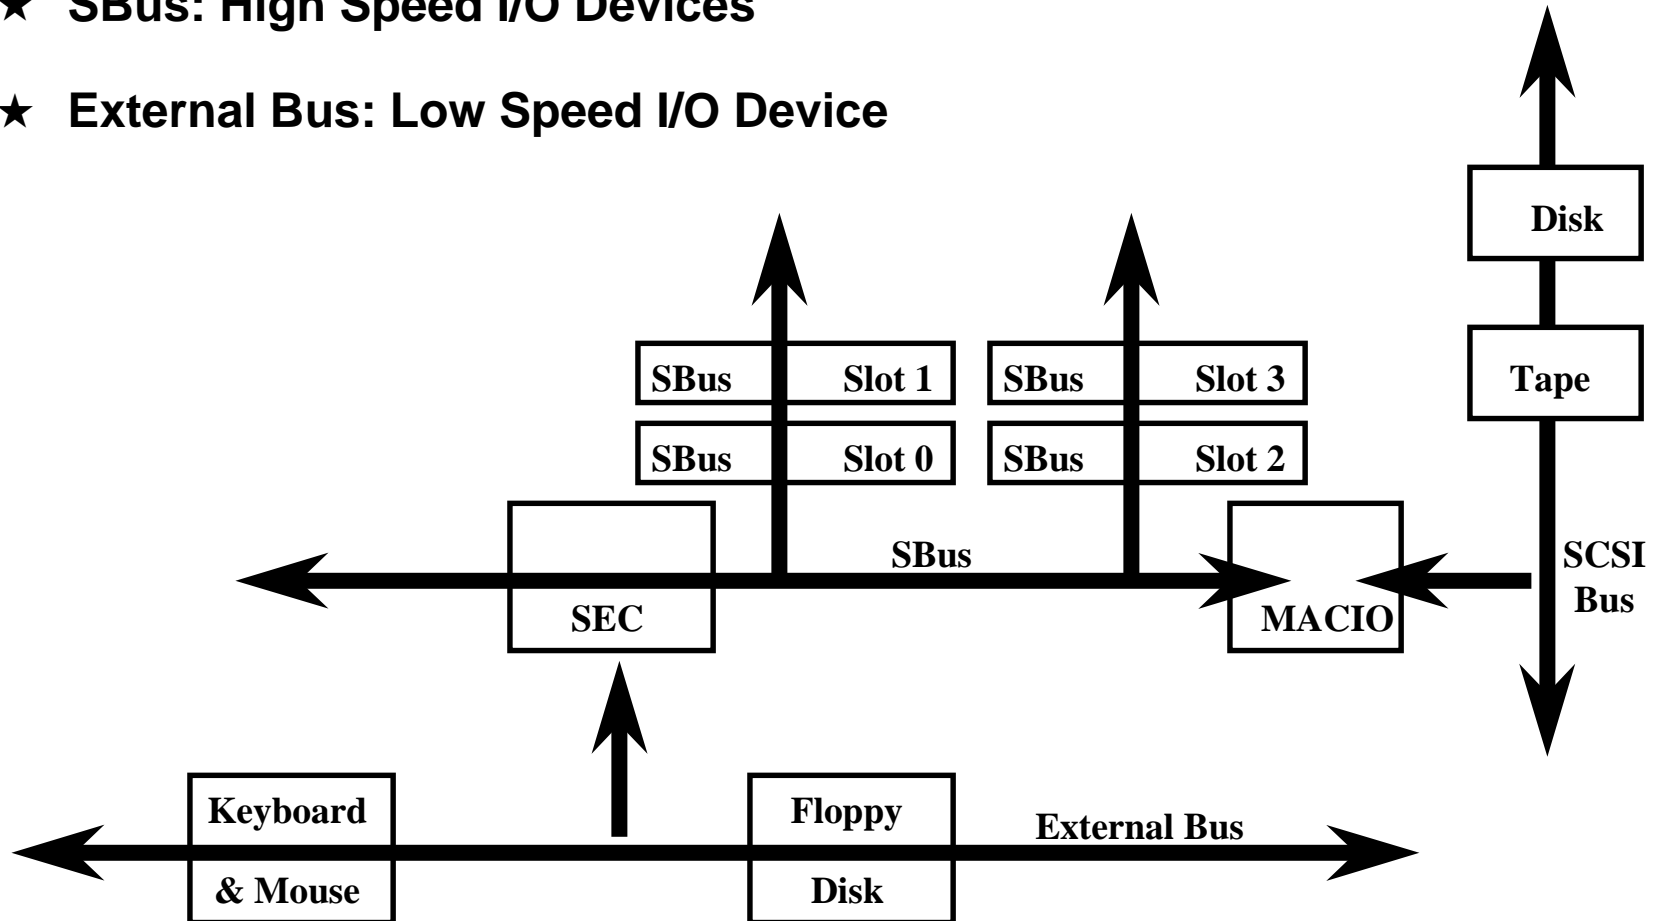 ★ SBus: High Speed I/O Devices
★ External Bus: Low Speed I/O Device
Disk
Tape
SBus Slot 1
SBus Slot 3
SBus Slot 0
SBus Slot 2
SBus
SCSI
Bus
SEC
MACIO
Keyboard
& Mouse
Floppy
Disk
External Bus